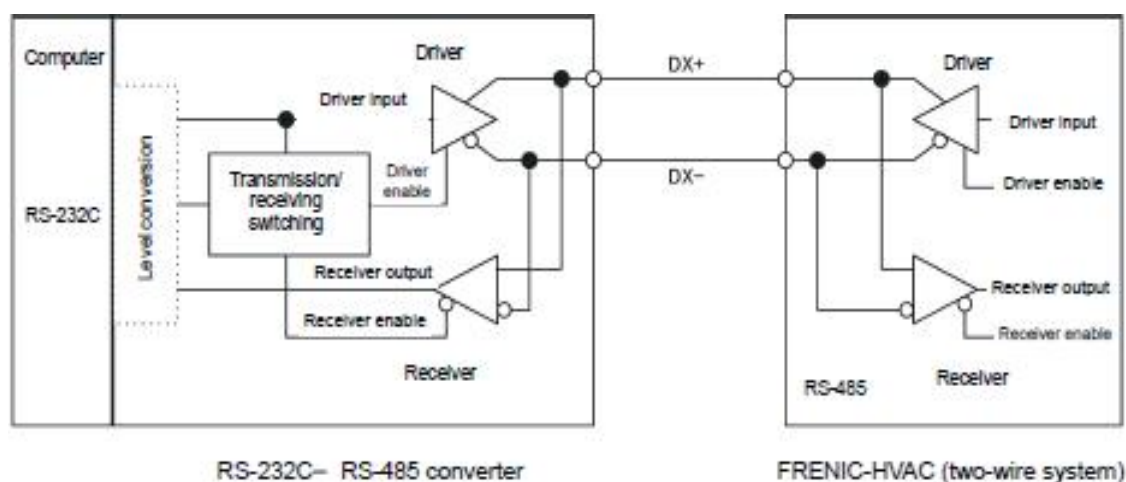 Computer
RS-232C
Level conversion
Driver
Driver input
Transmission/
receiving
switching
Driver
enable
Receiver output
Receiver enable
Receiver
DX+
DX−
Driver
Driver input
Driver enable
Receiver output
Receiver enable
RS-485
Receiver
RS-232C− RS-485 converter
FRENIC-HVAC (two-wire system)